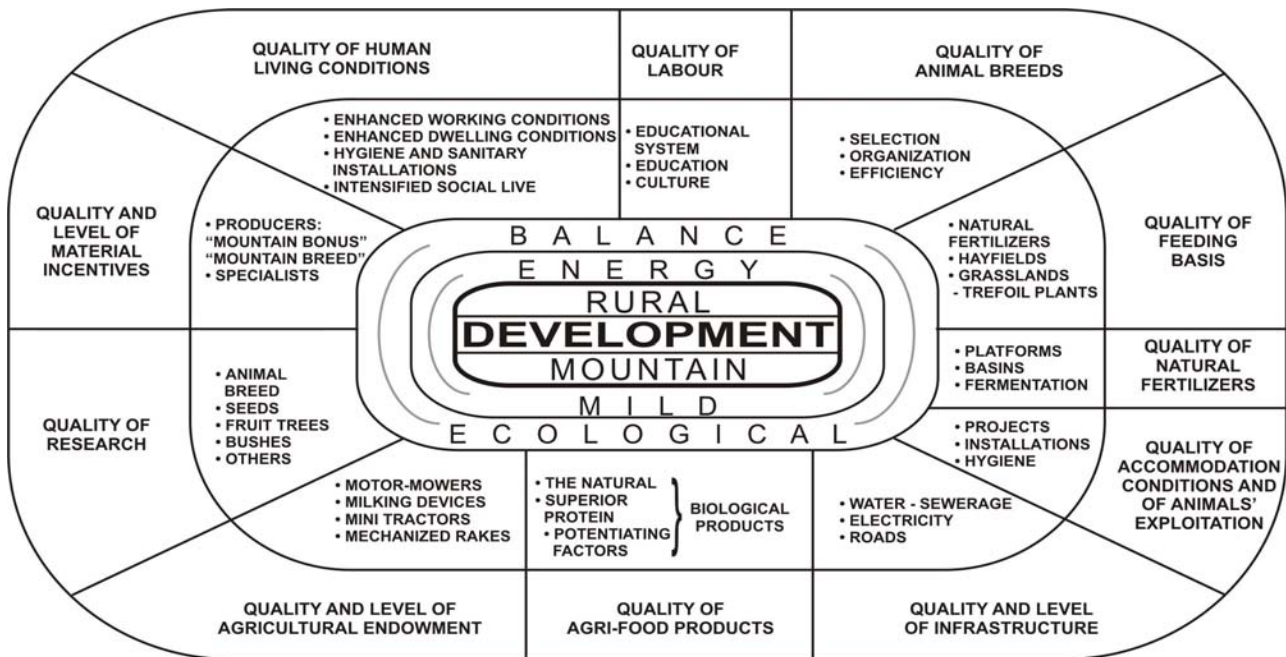 QUALITY OF HUMAN
LIVING CONDITIONS
QUALITY OF
LABOUR
QUALITY OF
ANIMAL BREEDS
• ENHANCED WORKING CONDITIONS
• ENHANCED DWELLING CONDITIONS
• HYGIENE AND SANITARY
INSTALLATIONS
• INTENSIFIED SOCIAL LIVE
• EDUCATIONAL
SYSTEM
• EDUCATION
• CULTURE
• SELECTION
• ORGANIZATION
• EFFICIENCY
QUALITY AND
LEVEL OF
MATERIAL
INCENTIVES
• PRODUCERS:
“MOUNTAIN BONUS”
“MOUNTAIN BREED”
• SPECIALISTS
• NATURAL
FERTILIZERS
• HAYFIELDS
• GRASSLANDS
- TREFOIL PLANTS
QUALITY OF
FEEDING
BASIS
BALANCE
ENERGY
RURAL
DEVELOPMENT
MOUNTAIN
MILD
ECOLOGICAL
• PLATFORMS
• BASINS
• FERMENTATION
QUALITY OF
NATURAL
FERTILIZERS
QUALITY OF
RESEARCH
• ANIMAL
BREED
• SEEDS
• FRUIT TREES
• BUSHES
• OTHERS
• PROJECTS
• INSTALLATIONS
• HYGIENE
QUALITY OF
ACCOMMODATION
CONDITIONS AND
OF ANIMALS’
EXPLOITATION
• MOTOR-MOWERS
• MILKING DEVICES
• MINI TRACTORS
• MECHANIZED RAKES
• THE NATURAL
• SUPERIOR
PROTEIN
• POTENTIATING
FACTORS
BIOLOGICAL
PRODUCTS
• WATER - SEWERAGE
• ELECTRICITY
• ROADS
QUALITY AND LEVEL OF
AGRICULTURAL ENDOWMENT
QUALITY OF
AGRI-FOOD PRODUCTS
QUALITY AND LEVEL
OF INFRASTRUCTURE